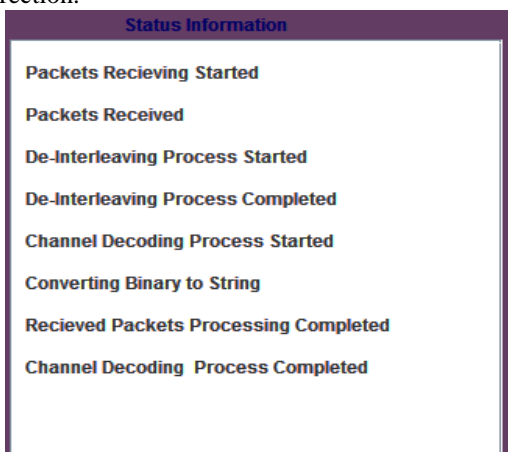 rection.
Status Information
Packets Recieving Started
Packets Received
De-Interleaving Process Started
De-Interleaving Process Completed
Channel Decoding Process Started
Converting Binary to String
Recieved Packets Processing Completed
Channel Decoding Process Completed